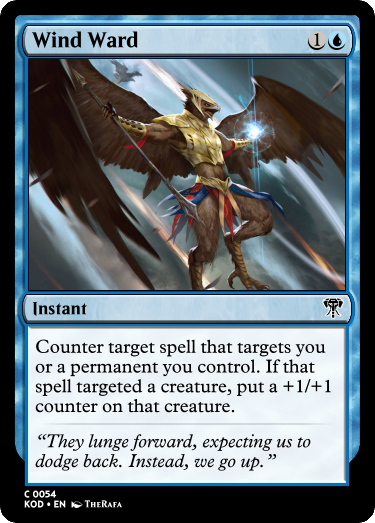 Wind Ward 1
Instant
Counter target spell that targets you
or a permanent you control. If that
spell targeted a creature, put a +1/+1
counter on that creature.
“They lunge forward, expecting us to
dodge back. Instead, we go up.”
C 0054
KOD • EN TheRafa